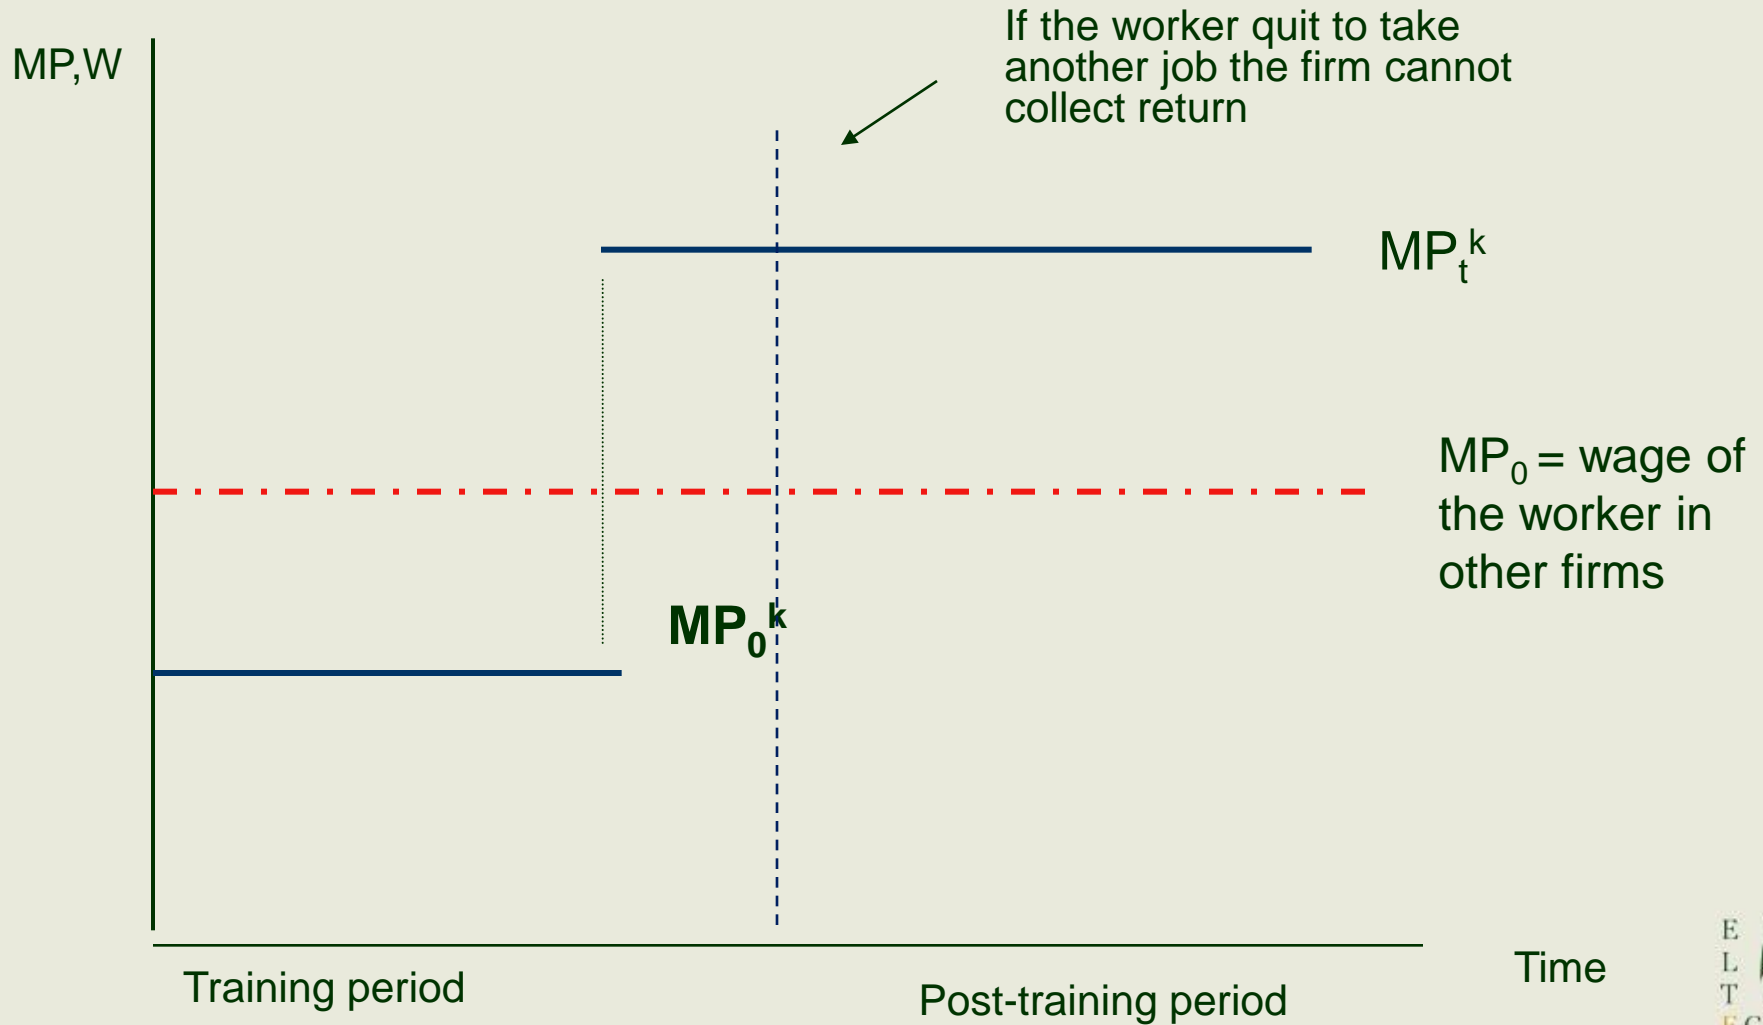 If the worker quit to take
another job the firm cannot
collect return
MP,W
MPₜᵏ
MP₀ = wage of
the worker in
other firms
MP₀ᵏ
Training period
Post-training period
Time
E
L
T
E